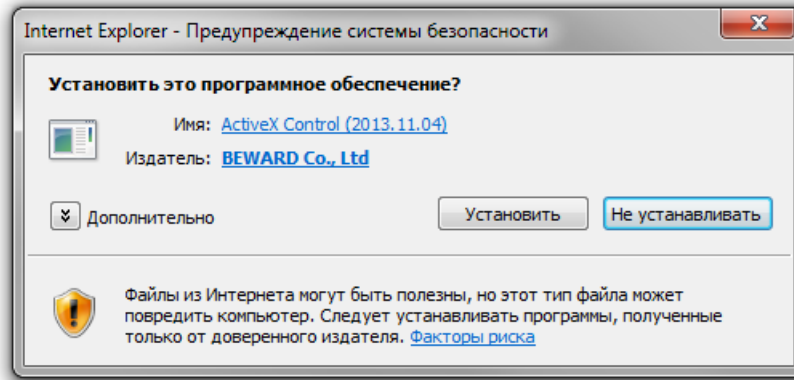 Internet Explorer - Предупреждение системы безопасности
Установить это программное обеспечение?
Имя: ActiveX Control (2013.11.04)
Издатель: BEWARD Co., Ltd
Дополнительно
Установить
Не устанавливать
Файлы из Интернета могут быть полезны, но этот тип файла может
повредить компьютер. Следует устанавливать программы, полученные
только от доверенного издателя. Факторы риска